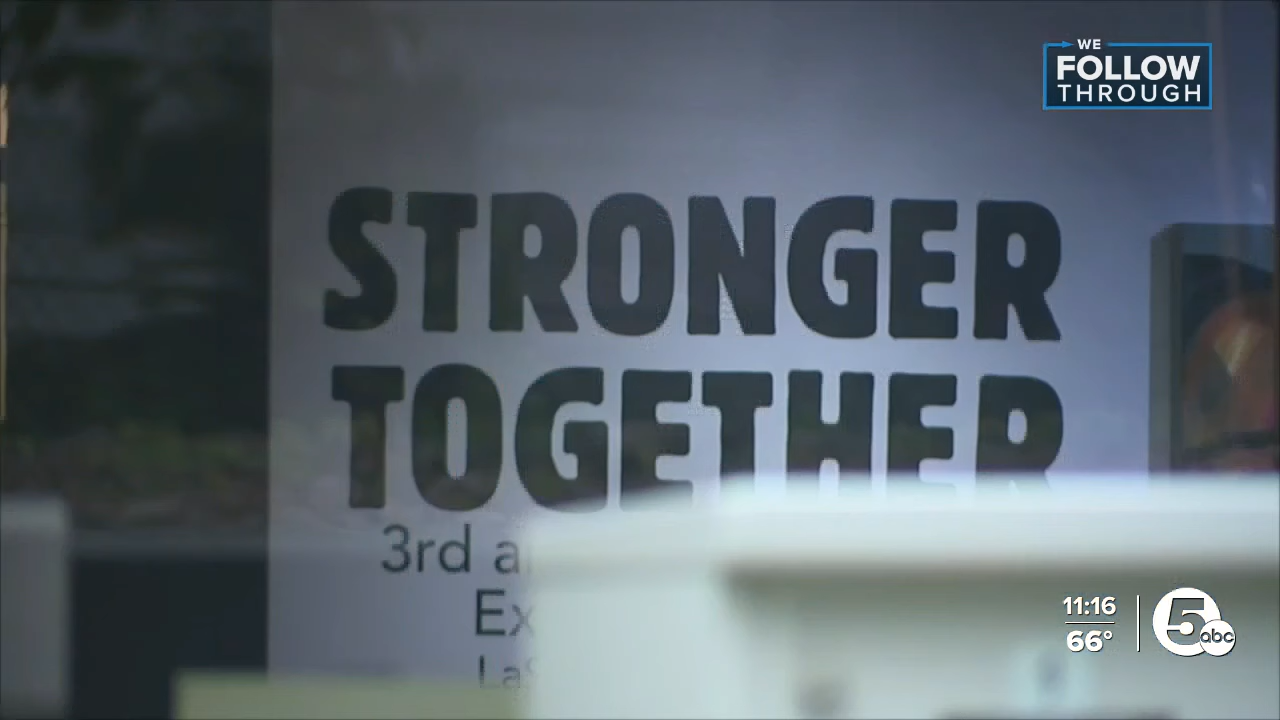 WE
FOLLOW
THROUGH
STRONGER
TOGETHER
3rd
11:16
66°
5
abc